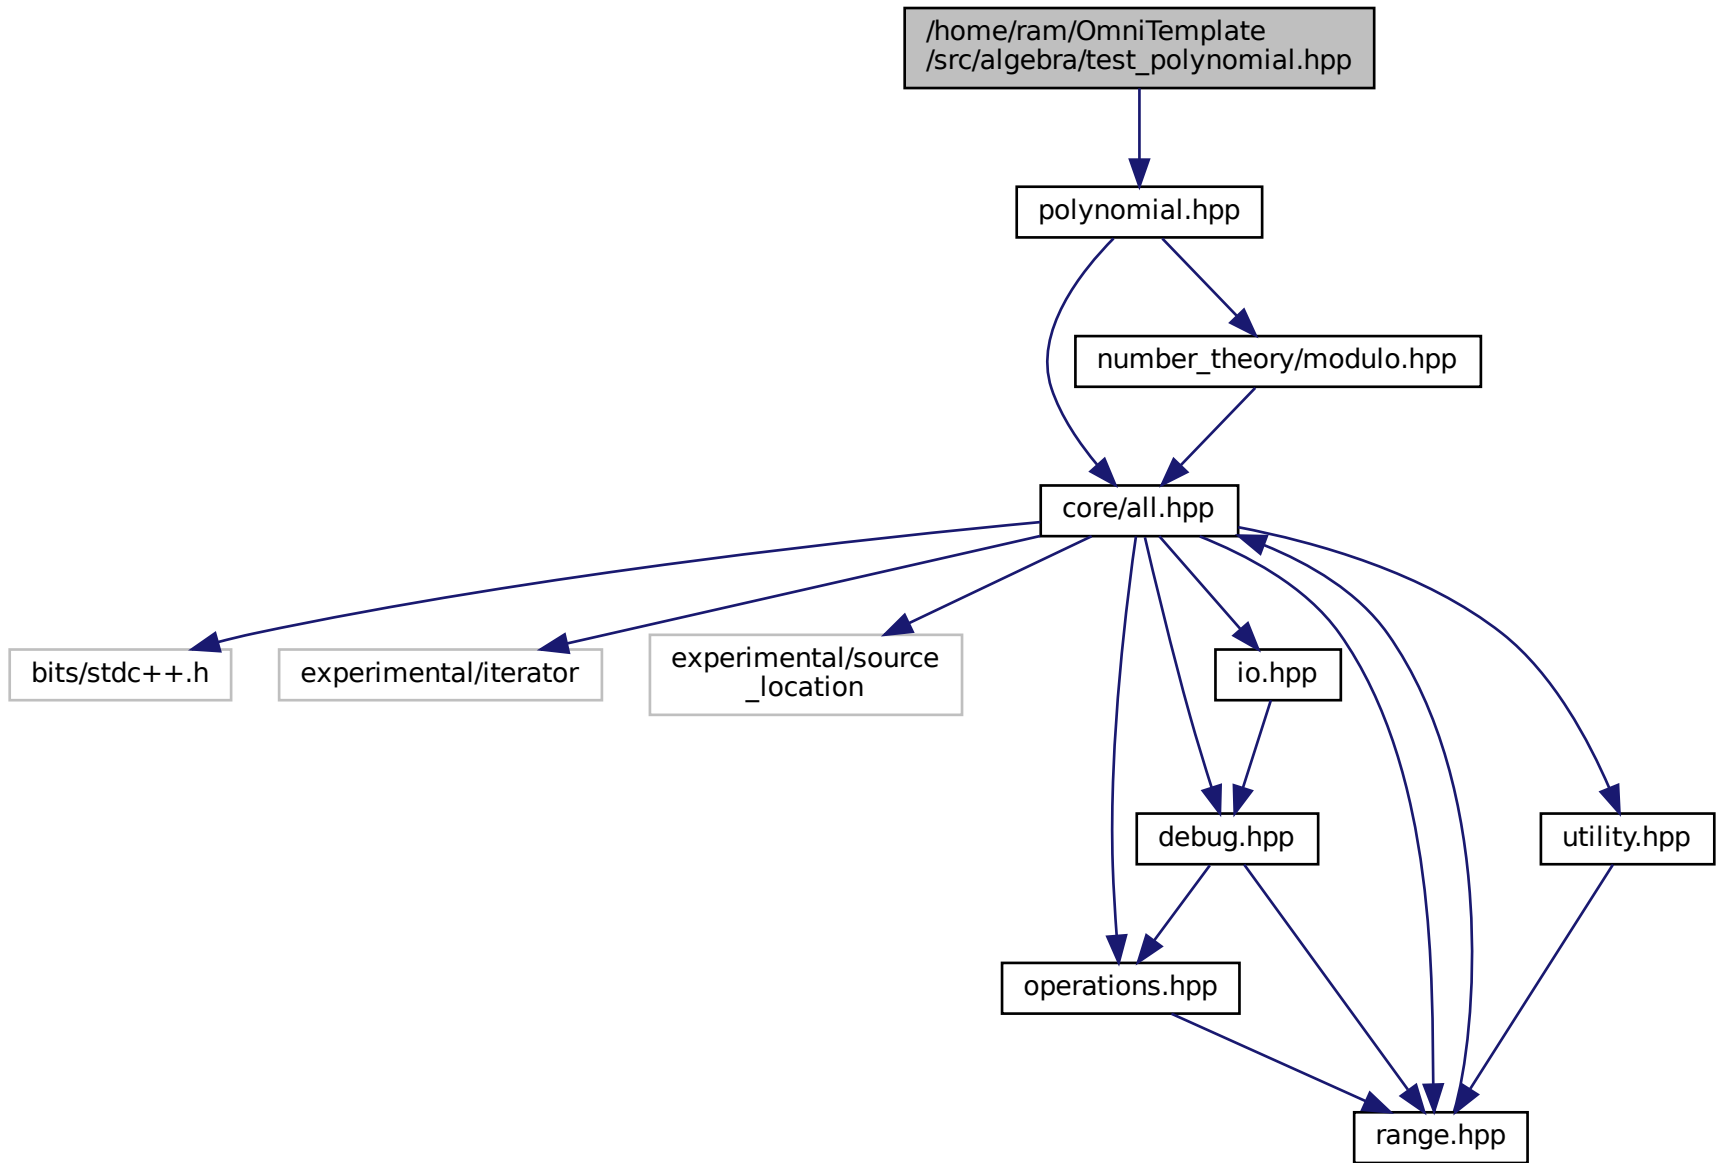 /home/ram/OmniTemplate
/src/algebra/test_polynomial.hpp
polynomial.hpp
number_theory/modulo.hpp
core/all.hpp
bits/stdc++.h
experimental/iterator
experimental/source
_location
io.hpp
debug.hpp
utility.hpp
operations.hpp
range.hpp